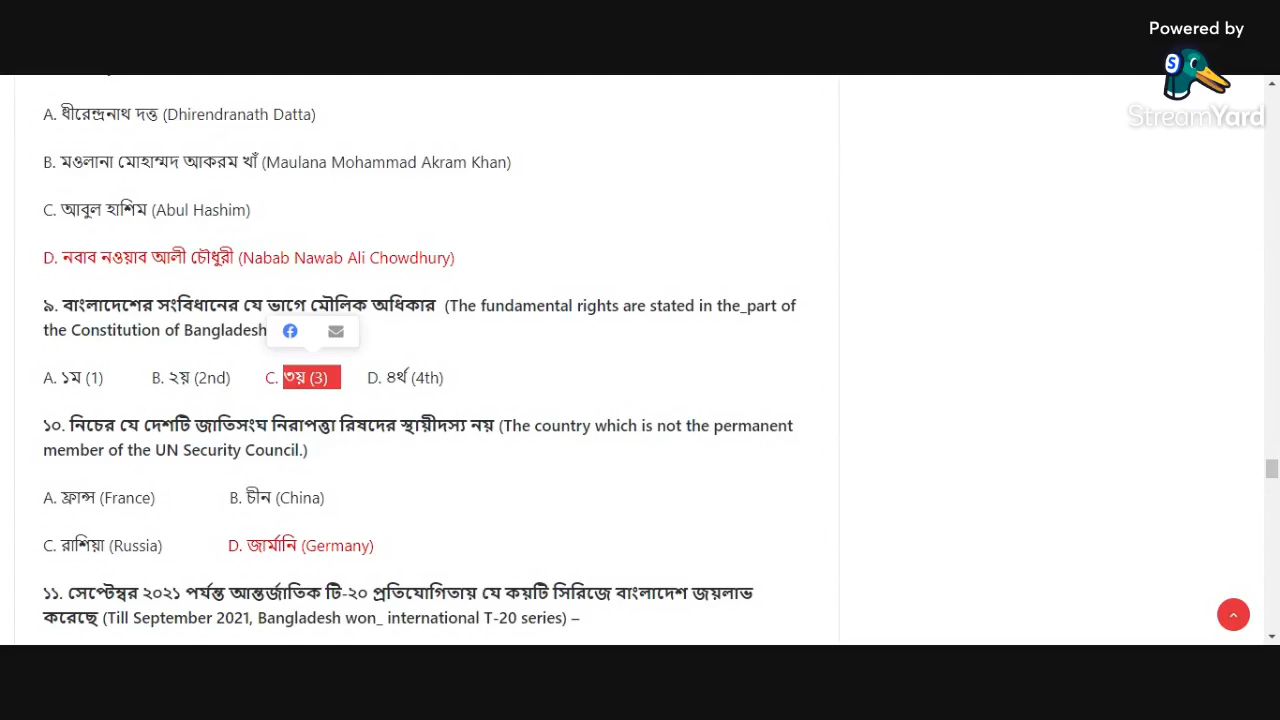 Powered by
StreamYard
A. ধীরেন্দ্রনাথ দত্ত (Dhirendranath Datta)
B. মওলানা মোহাম্মদ আকরম খাঁ (Maulana Mohammad Akram Khan)
C. আবুল হাশিম (Abul Hashim)
D. নবাব নওয়াব আলী চৌধুরী (Nabab Nawab Ali Chowdhury)
৯. বাংলাদেশের সংবিধানের যে ভাগে মৌলিক অধিকার (The fundamental rights are stated in the_part of
the Constitution of Bangladesh
A. ১ম (1) B. ২য় (2nd) C. ৩য় (3) D. ৪র্থ (4th)
১০. নিচের যে দেশটি জাতিসংঘ নিরাপত্তা রিষদের স্থায়ীদস্য নয় (The country which is not the permanent
member of the UN Security Council.)
A. ফ্রান্স (France) B. চীন (China)
C. রাশিয়া (Russia) D. জার্মানি (Germany)
১১. সেপ্টেম্বর ২০২১ পর্যন্ত আন্তর্জাতিক টি-২০ প্রতিযোগিতায় যে কয়টি সিরিজে বাংলাদেশ জয়লাভ
করেছে (Till September 2021, Bangladesh won_ international T-20 series) –